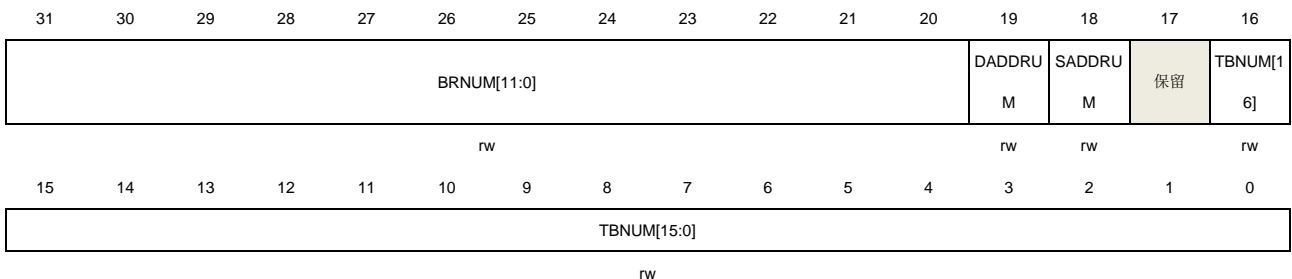 31 30 29 28 27 26 25 24 23 22 21 20 19 18 17 16
BRNUM[11:0] DADDRU SADDRU 保留 TBNUM[1
M M 6]
rw rw rw rw
15 14 13 12 11 10 9 8 7 6 5 4 3 2 1 0
TBNUM[15:0]
rw